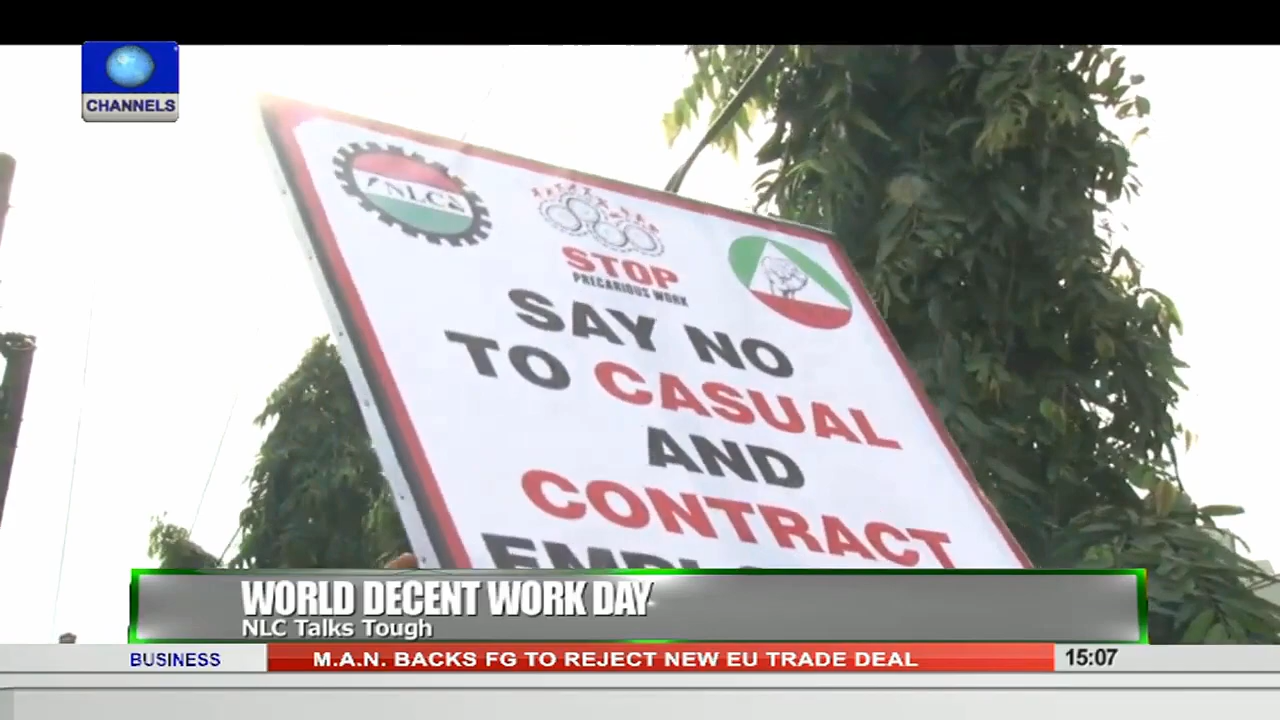 CHANNELS
NLC
STOP
PRECARIOUS WORK
SAY NO
TO CASUAL
AND
CONTRACT
WORLD DECENT WORK DAY
NLC Talks Tough
BUSINESS
M.A.N. BACKS FG TO REJECT NEW EU TRADE DEAL
15:07